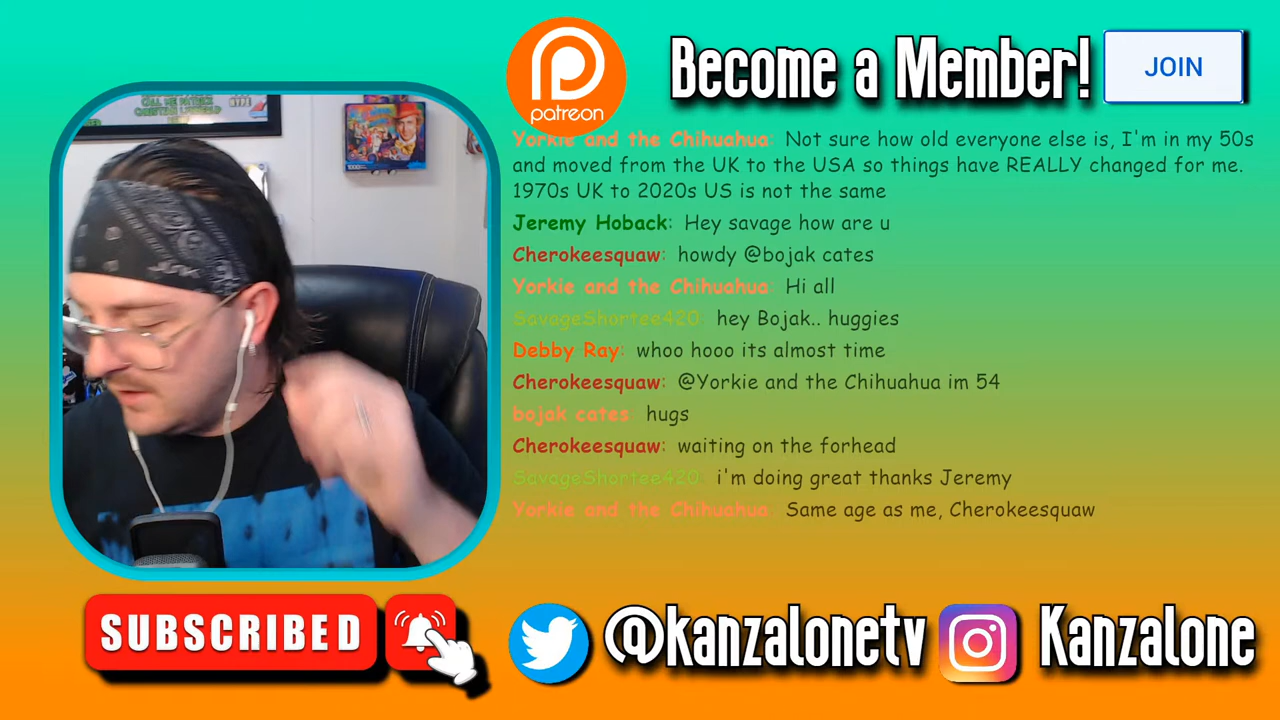 patreon
Become a Member!
JOIN
Yorkie and the Chihuahua: Not sure how old everyone else is, I'm in my 50s
and moved from the UK to the USA so things have REALLY changed for me.
1970s UK to 2020s US is not the same
Jeremy Hoback: Hey savage how are u
Cherokeesquaw: howdy @bojak cates
Yorkie and the Chihuahua: Hi all
SavageShortee420: hey Bojak.. huggies
Debby Ray: whoo hooo its almost time
Cherokeesquaw: @Yorkie and the Chihuahua im 54
bojak cates: hugs
Cherokeesquaw: waiting on the forhead
SavageShortee420: i'm doing great thanks Jeremy
Yorkie and the Chihuahua: Same age as me, Cherokeesquaw
SUBSCRIBED
@kanzalonetv
Kanzalone